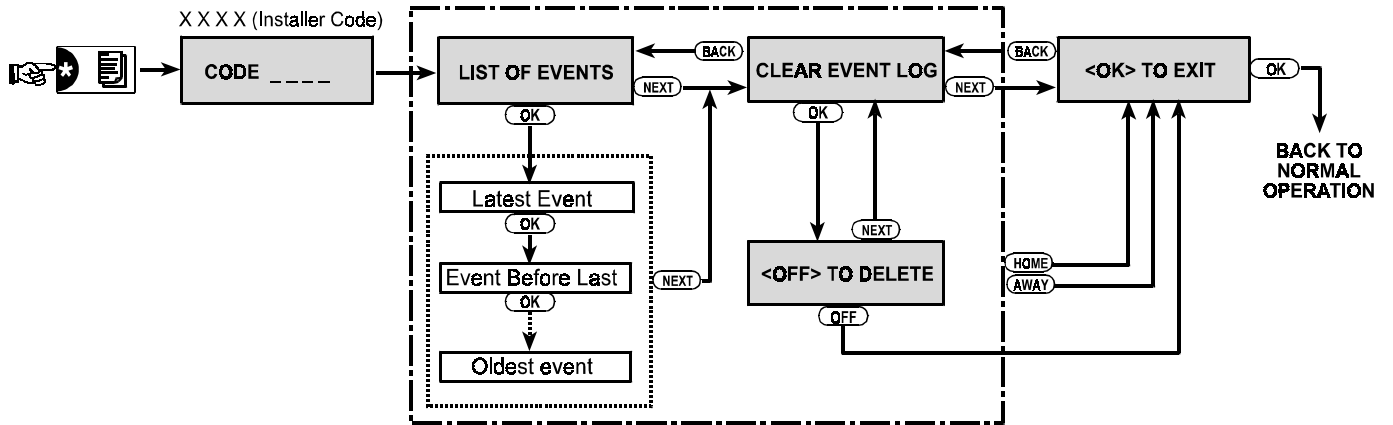 X X X X (Installer Code)
*
CODE _ _ _ _
LIST OF EVENTS
BACK
NEXT
CLEAR EVENT LOG
BACK
NEXT
<OK> TO EXIT
OK
BACK TO
NORMAL
OPERATION
OK
Latest Event
OK
Event Before Last
OK
Oldest event
NEXT
OK
NEXT
<OFF> TO DELETE
OFF
HOME
AWAY